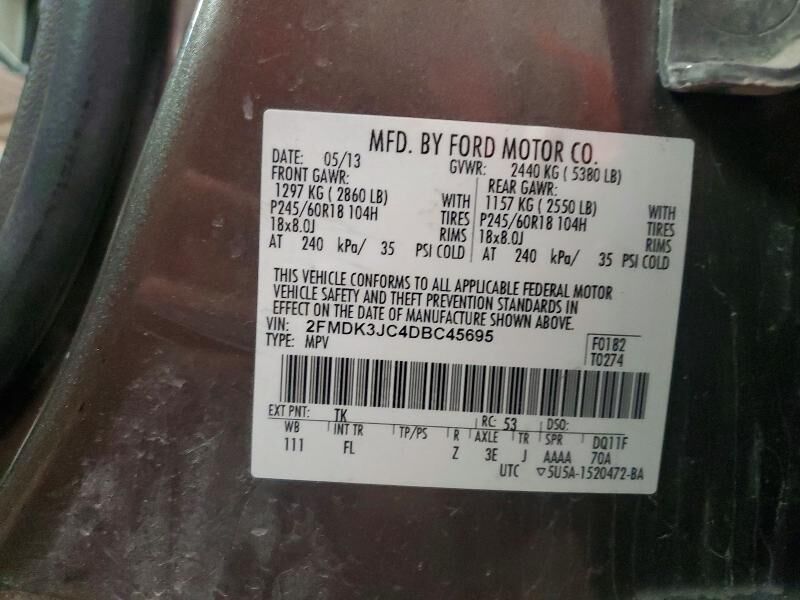 MFD. BY FORD MOTOR CO.
DATE: 05/13 GVWR: 2440 KG ( 5380 LB)
FRONT GAWR: REAR GAWR:
1297 KG ( 2860 LB) WITH 1157 KG ( 2550 LB) WITH
P245/60R18 104H TIRES P245/60R18 104H TIRES
18x8.0J RIMS 18x8.0J RIMS
AT 240 kPa/ 35 PSI COLD AT 240 kPa/ 35 PSI COLD
THIS VEHICLE CONFORMS TO ALL APPLICABLE FEDERAL MOTOR
VEHICLE SAFETY AND THEFT PREVENTION STANDARDS IN
EFFECT ON THE DATE OF MANUFACTURE SHOWN ABOVE.
VIN: 2FMDK3JC4DBC45695 F0182
TYPE: MPV T0274
EXT PNT: TK RC: 53 DSO:
WB INT TR TP/PS R AXLE TR SPR DQ11F
111 FL Z 3E J AAAA 70A
UTC ▽5U5A-1520472-BA